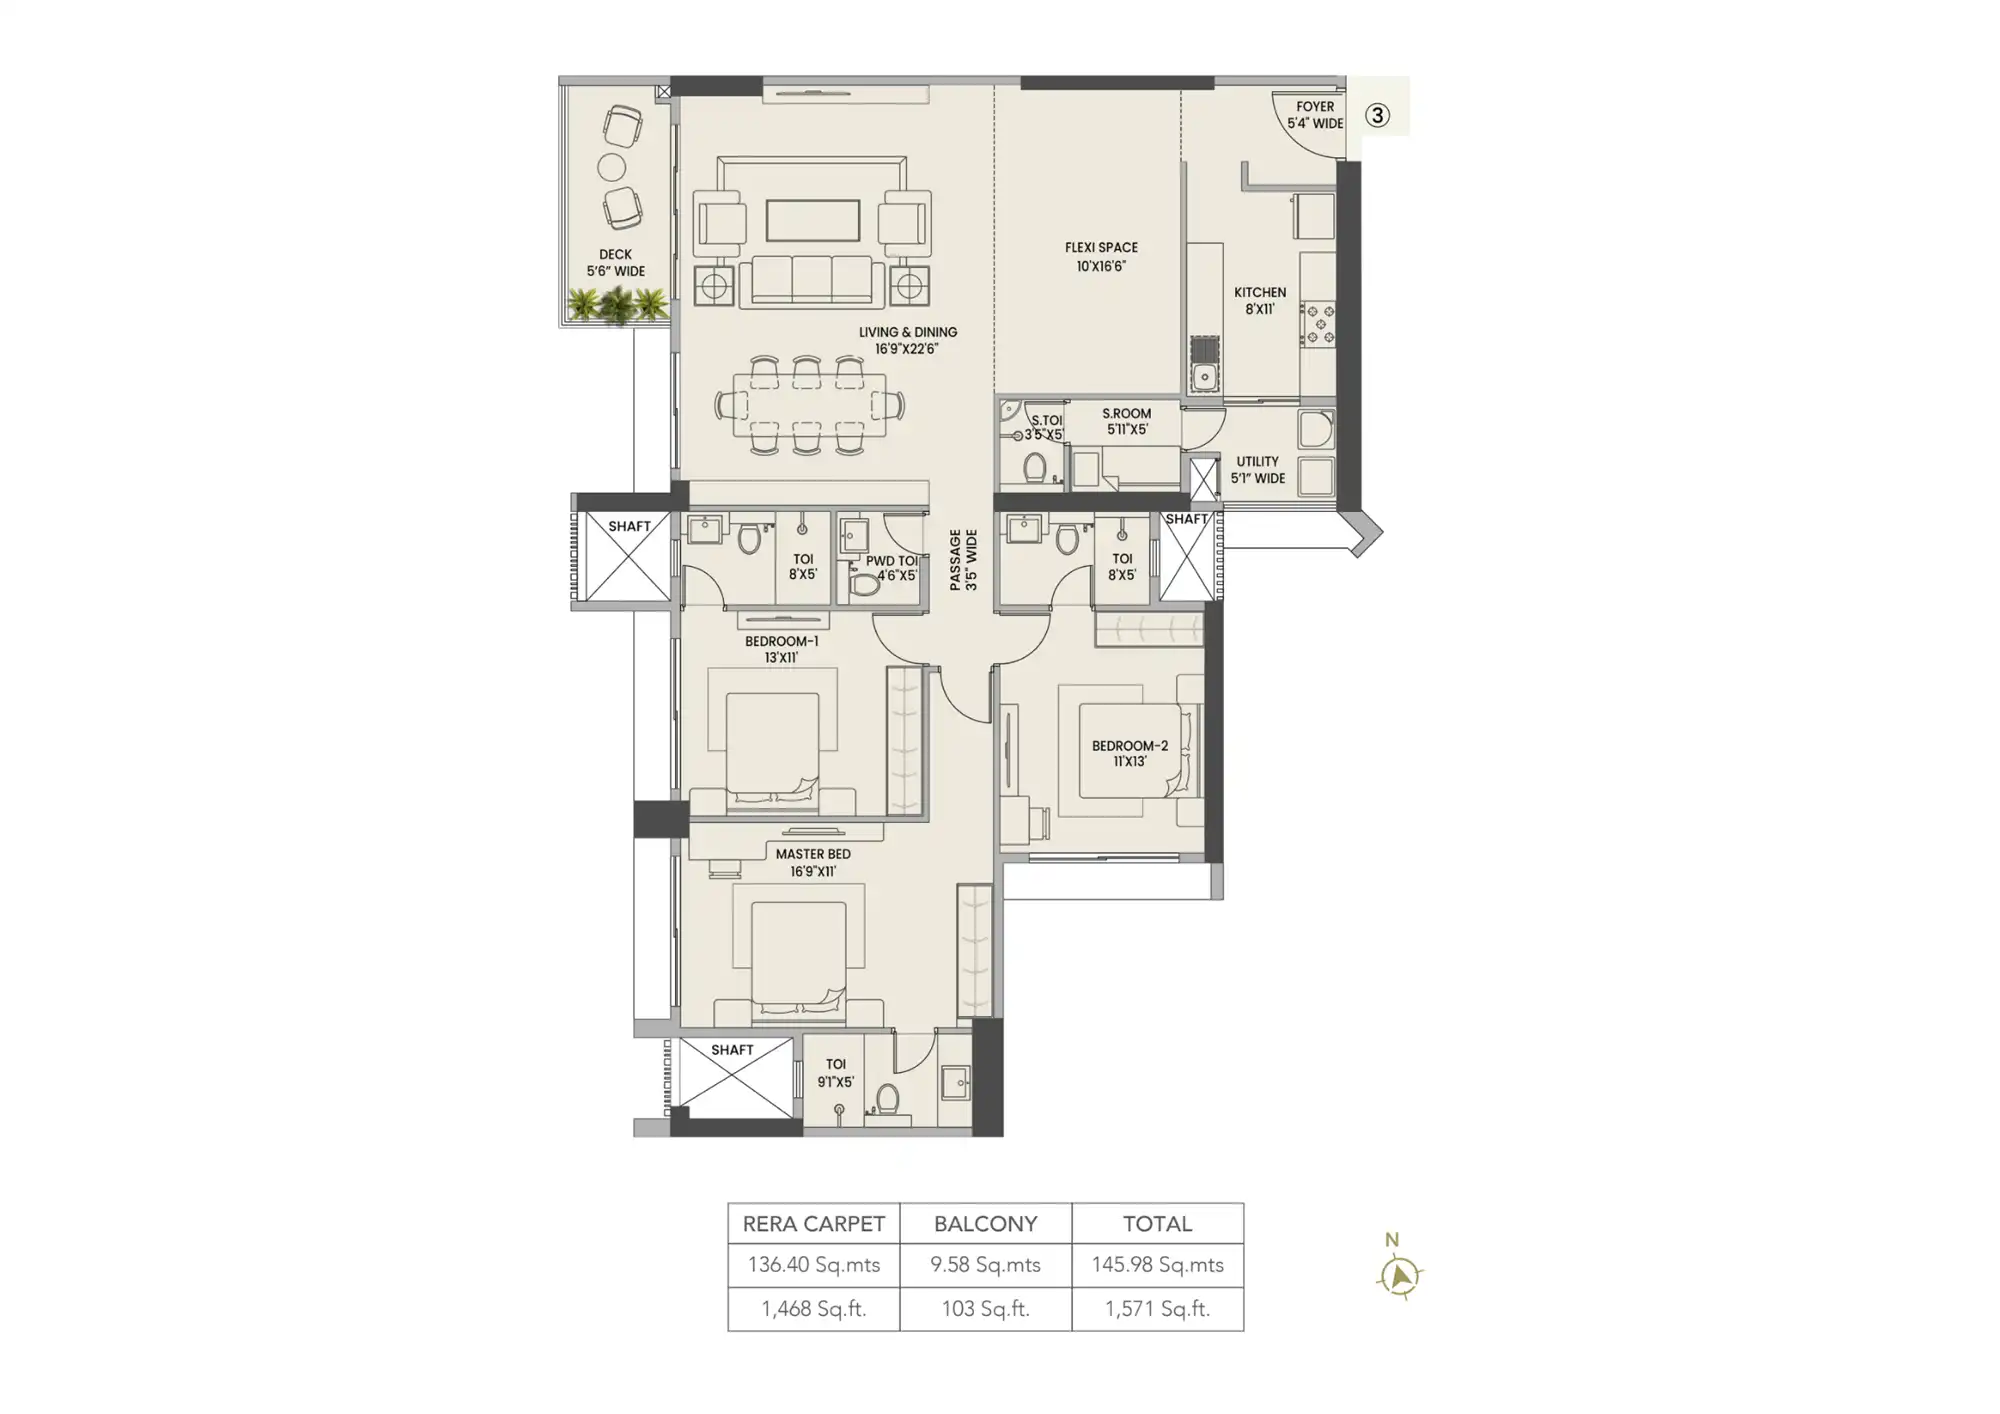 FOYER
5'4" WIDE
3
DECK
5'6" WIDE
FLEXI SPACE
10'X16'6"
KITCHEN
8'X11'
LIVING & DINING
16'9"X22'6"
S.TOI
3'5"X5'
S.ROOM
5'11"X5'
UTILITY
5'1" WIDE
SHAFT
TOI
8'X5'
PWD TOI
4'6"X5'
PASSAGE
3'5" WIDE
TOI
8'X5'
SHAFT
BEDROOM-1
13'X11'
BEDROOM-2
11'X13'
MASTER BED
16'9"X11'
SHAFT
TOI
9'1"X5'
RERA CARPET BALCONY TOTAL
136.40 Sq.mts 9.58 Sq.mts 145.98 Sq.mts
1,468 Sq.ft. 103 Sq.ft. 1,571 Sq.ft.
N